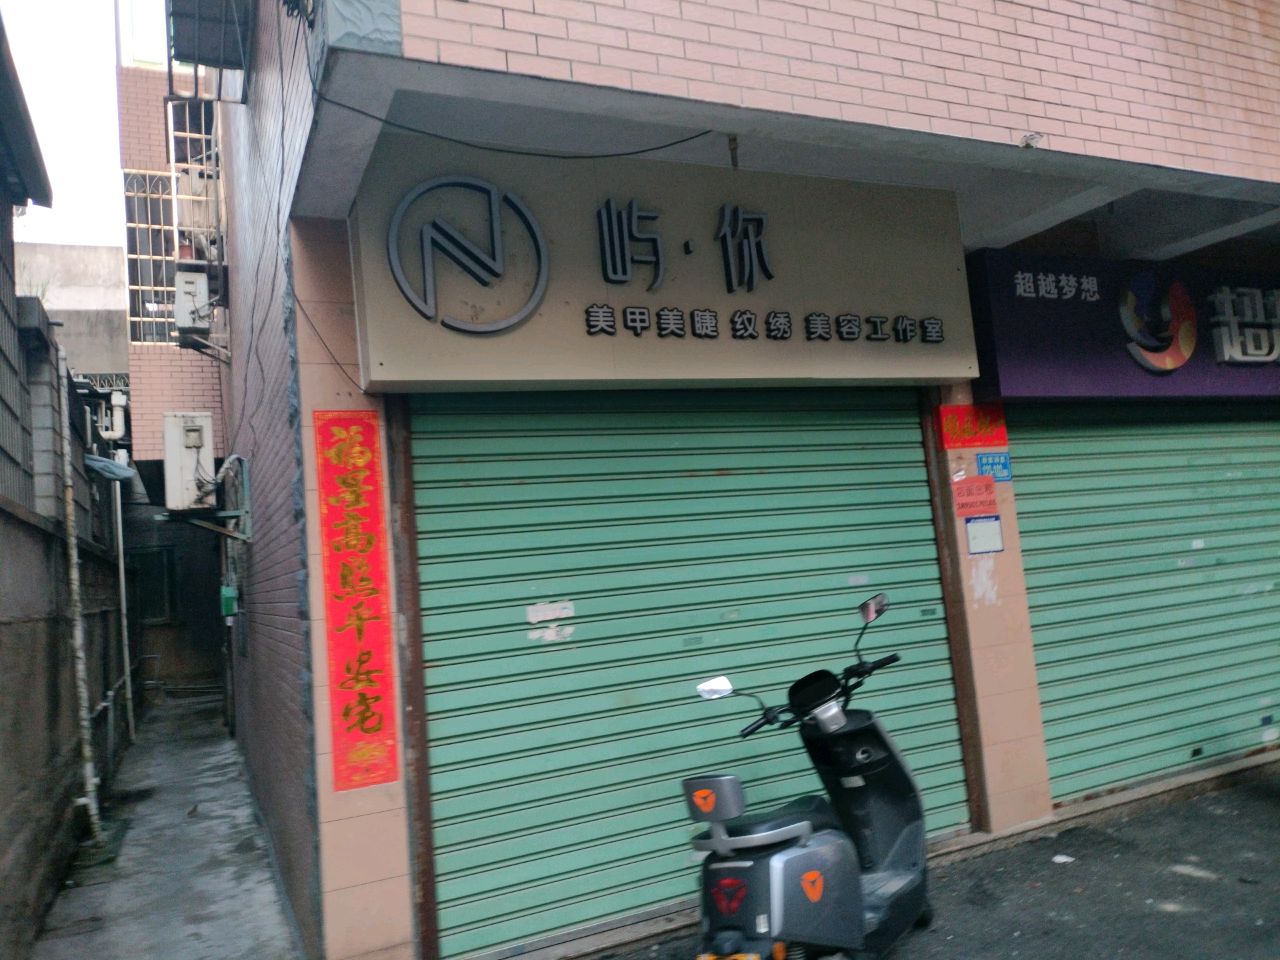 屿·你
美甲美睫 纹绣 美容工作室
超越梦想
超
福星高照平安宅